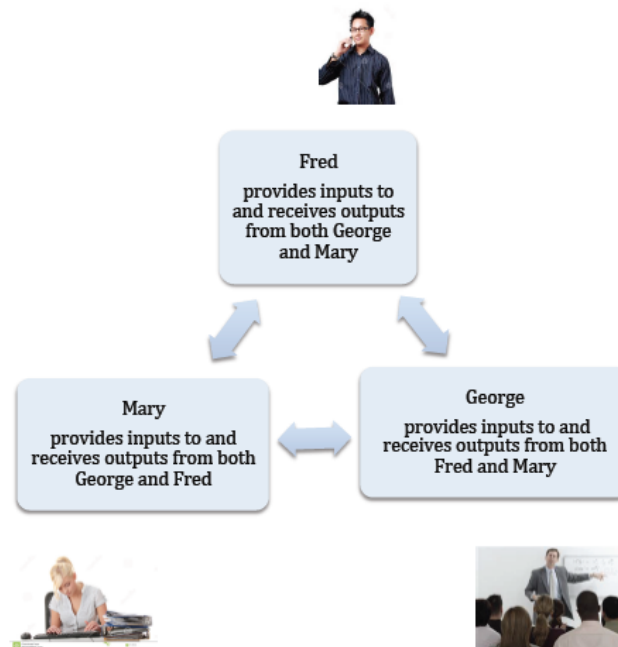 Fred
provides inputs to
and receives outputs
from both George
and Mary
Mary
provides inputs to and
receives outputs from both
George and Fred
George
provides inputs to and
receives outputs from both
Fred and Mary